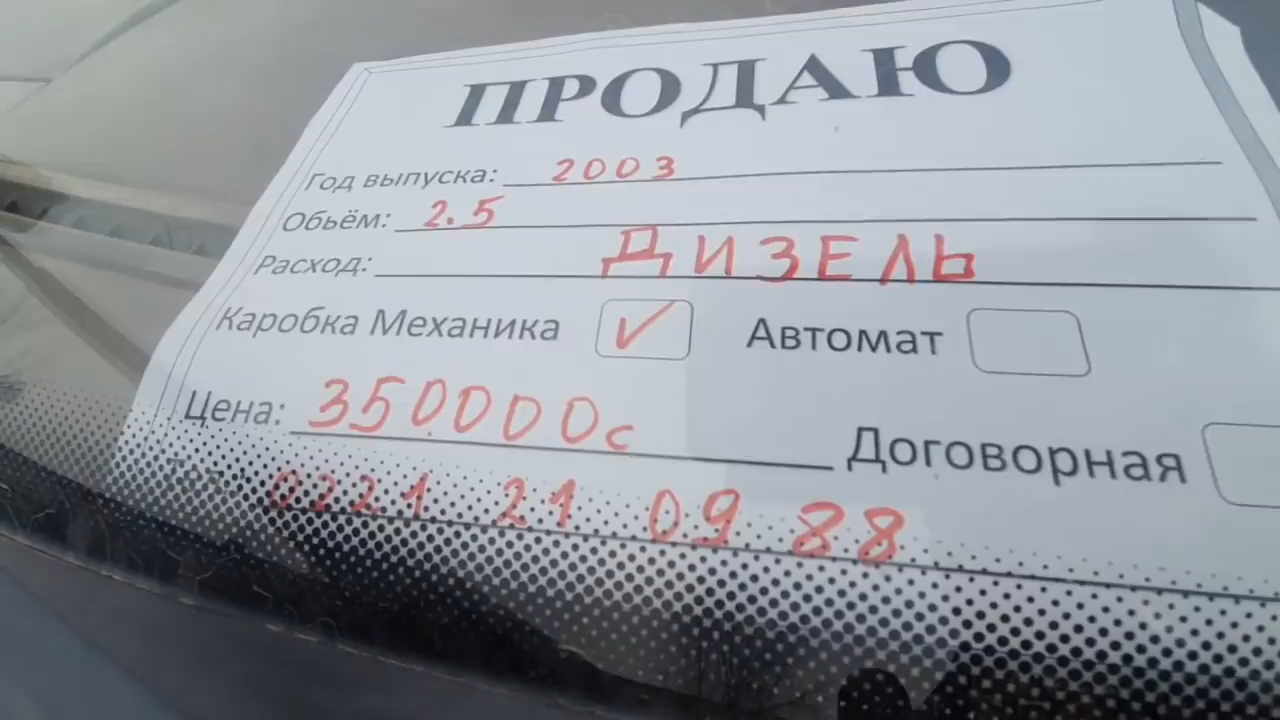 ПРОДАЮ
Год выпуска: 2003
Обьём: 2.5
Расход: ДИЗЕЛЬ
Каробка Механика ✓ Автомат
Цена: 350000с Договорная
0221 21 09 88